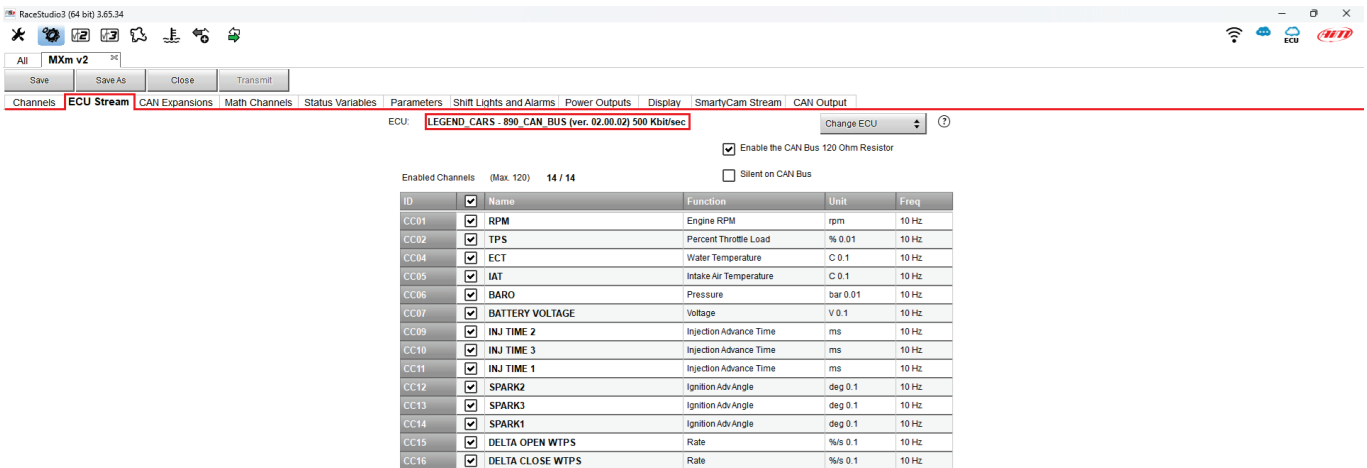 RaceStudio3 (64 bit) 3.65.34
ECU
AiM
All MXm v2
Save Save As Close Transmit
Channels ECU Stream CAN Expansions Math Channels Status Variables Parameters Shift Lights and Alarms Power Outputs Display SmartyCam Stream CAN Output
ECU: LEGEND_CARS - 890_CAN_BUS (ver. 02.00.02) 500 Kbit/sec Change ECU ?
Enable the CAN Bus 120 Ohm Resistor
Enabled Channels (Max. 120) 14 / 14 Silent on CAN Bus
ID Name Function Unit Freq
CC01 RPM Engine RPM rpm 10 Hz
CC02 TPS Percent Throttle Load % 0.01 10 Hz
CC04 ECT Water Temperature C 0.1 10 Hz
CC05 IAT Intake Air Temperature C 0.1 10 Hz
CC06 BARO Pressure bar 0.01 10 Hz
CC07 BATTERY VOLTAGE Voltage V 0.1 10 Hz
CC09 INJ TIME 2 Injection Advance Time ms 10 Hz
CC10 INJ TIME 3 Injection Advance Time ms 10 Hz
CC11 INJ TIME 1 Injection Advance Time ms 10 Hz
CC12 SPARK2 Ignition Adv Angle deg 0.1 10 Hz
CC13 SPARK3 Ignition Adv Angle deg 0.1 10 Hz
CC14 SPARK1 Ignition Adv Angle deg 0.1 10 Hz
CC15 DELTA OPEN WTPS Rate %/s 0.1 10 Hz
CC16 DELTA CLOSE WTPS Rate %/s 0.1 10 Hz